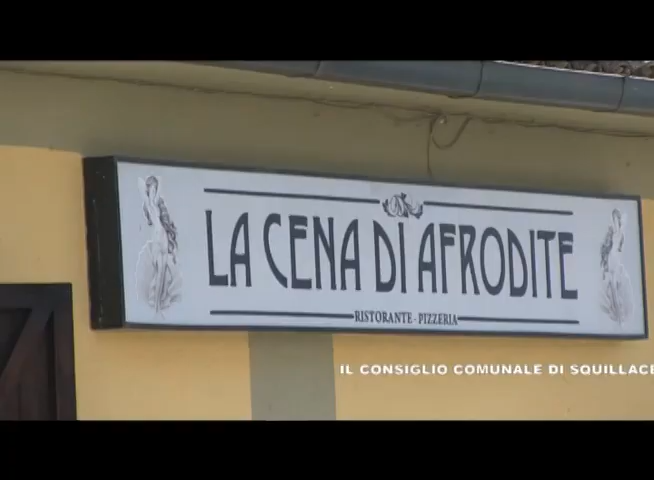 LA CENA DI AFRODITE
RISTORANTE - PIZZERIA
IL CONSIGLIO COMUNALE DI SQUILLACE